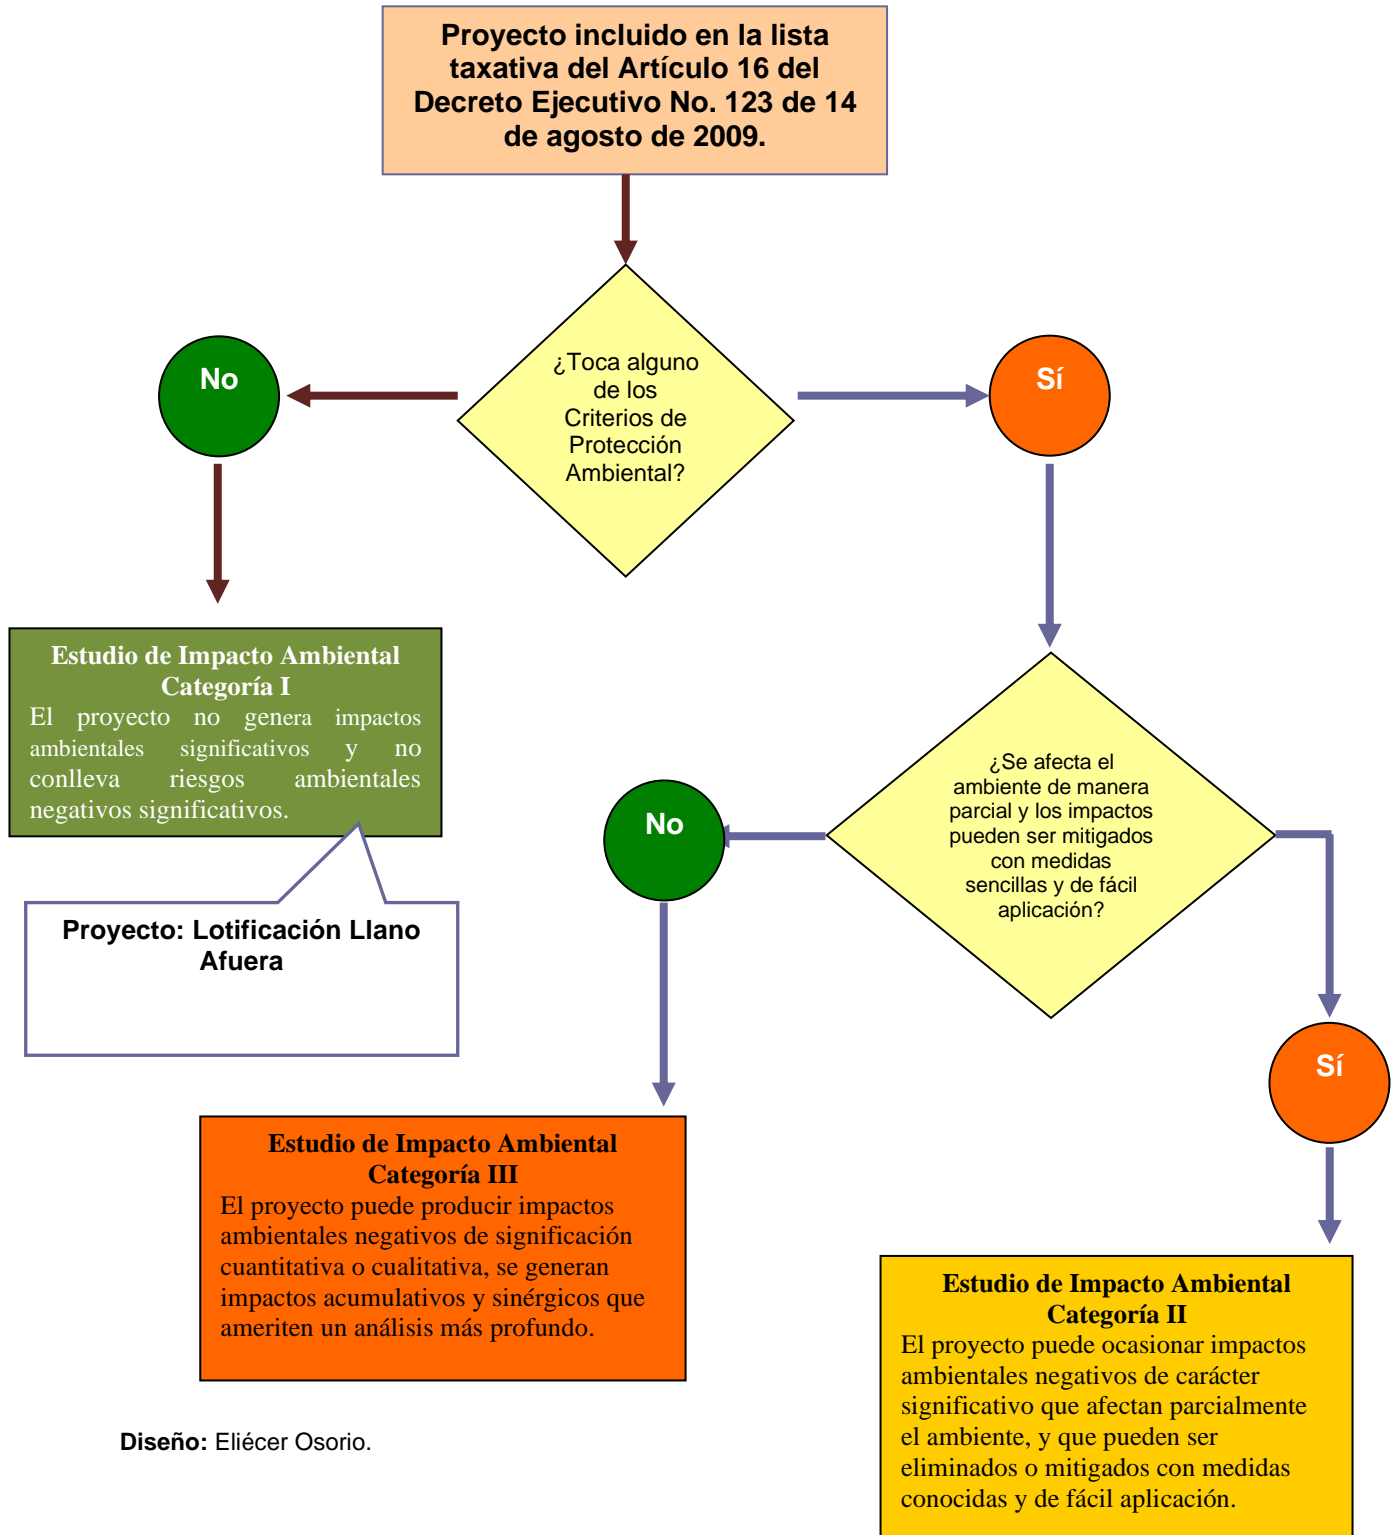 Proyecto incluido en la lista
taxativa del Artículo 16 del
Decreto Ejecutivo No. 123 de 14
de agosto de 2009.
¿Toca alguno
de los
Criterios de
Protección
Ambiental?
No
Sí
Estudio de Impacto Ambiental
Categoría I
El proyecto no genera impactos
ambientales significativos y no
conlleva riesgos ambientales
negativos significativos.
Proyecto: Lotificación Llano
Afuera
¿Se afecta el
ambiente de manera
parcial y los impactos
pueden ser mitigados
con medidas
sencillas y de fácil
aplicación?
No
Sí
Estudio de Impacto Ambiental
Categoría III
El proyecto puede producir impactos
ambientales negativos de significación
cuantitativa o cualitativa, se generan
impactos acumulativos y sinérgicos que
ameriten un análisis más profundo.
Estudio de Impacto Ambiental
Categoría II
El proyecto puede ocasionar impactos
ambientales negativos de carácter
significativo que afectan parcialmente
el ambiente, y que pueden ser
eliminados o mitigados con medidas
conocidas y de fácil aplicación.
Diseño: Eliécer Osorio.